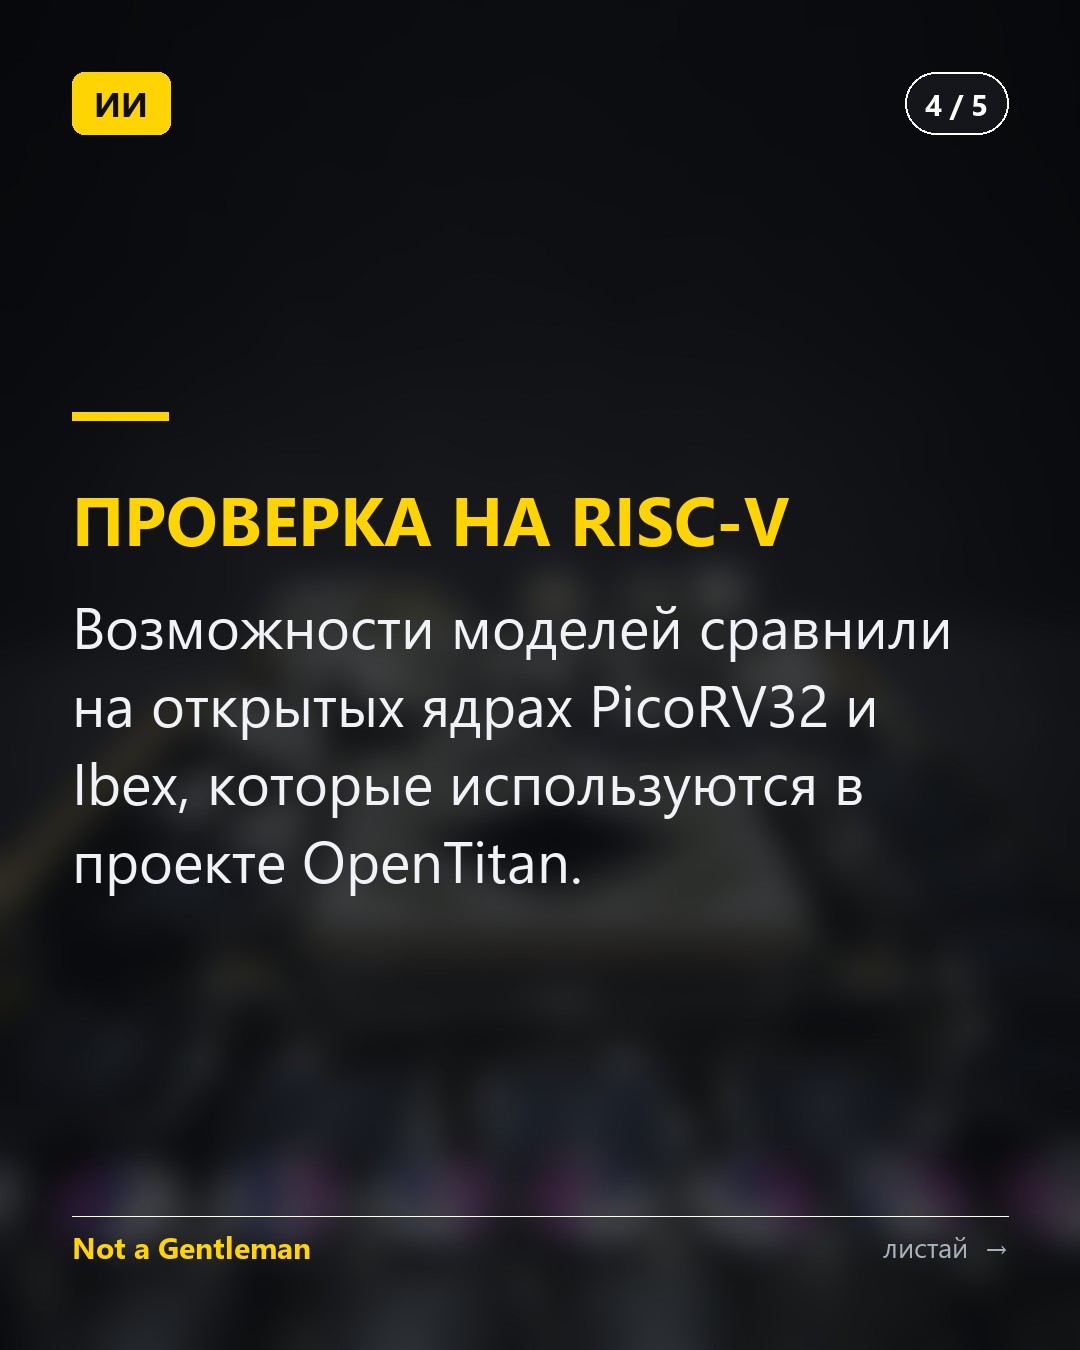 ИИ
4 / 5
ПРОВЕРКА НА RISC-V
Возможности моделей сравнили
на открытых ядрах PicoRV32 и
Ibex, которые используются в
проекте OpenTitan.
Not a Gentleman
листай →